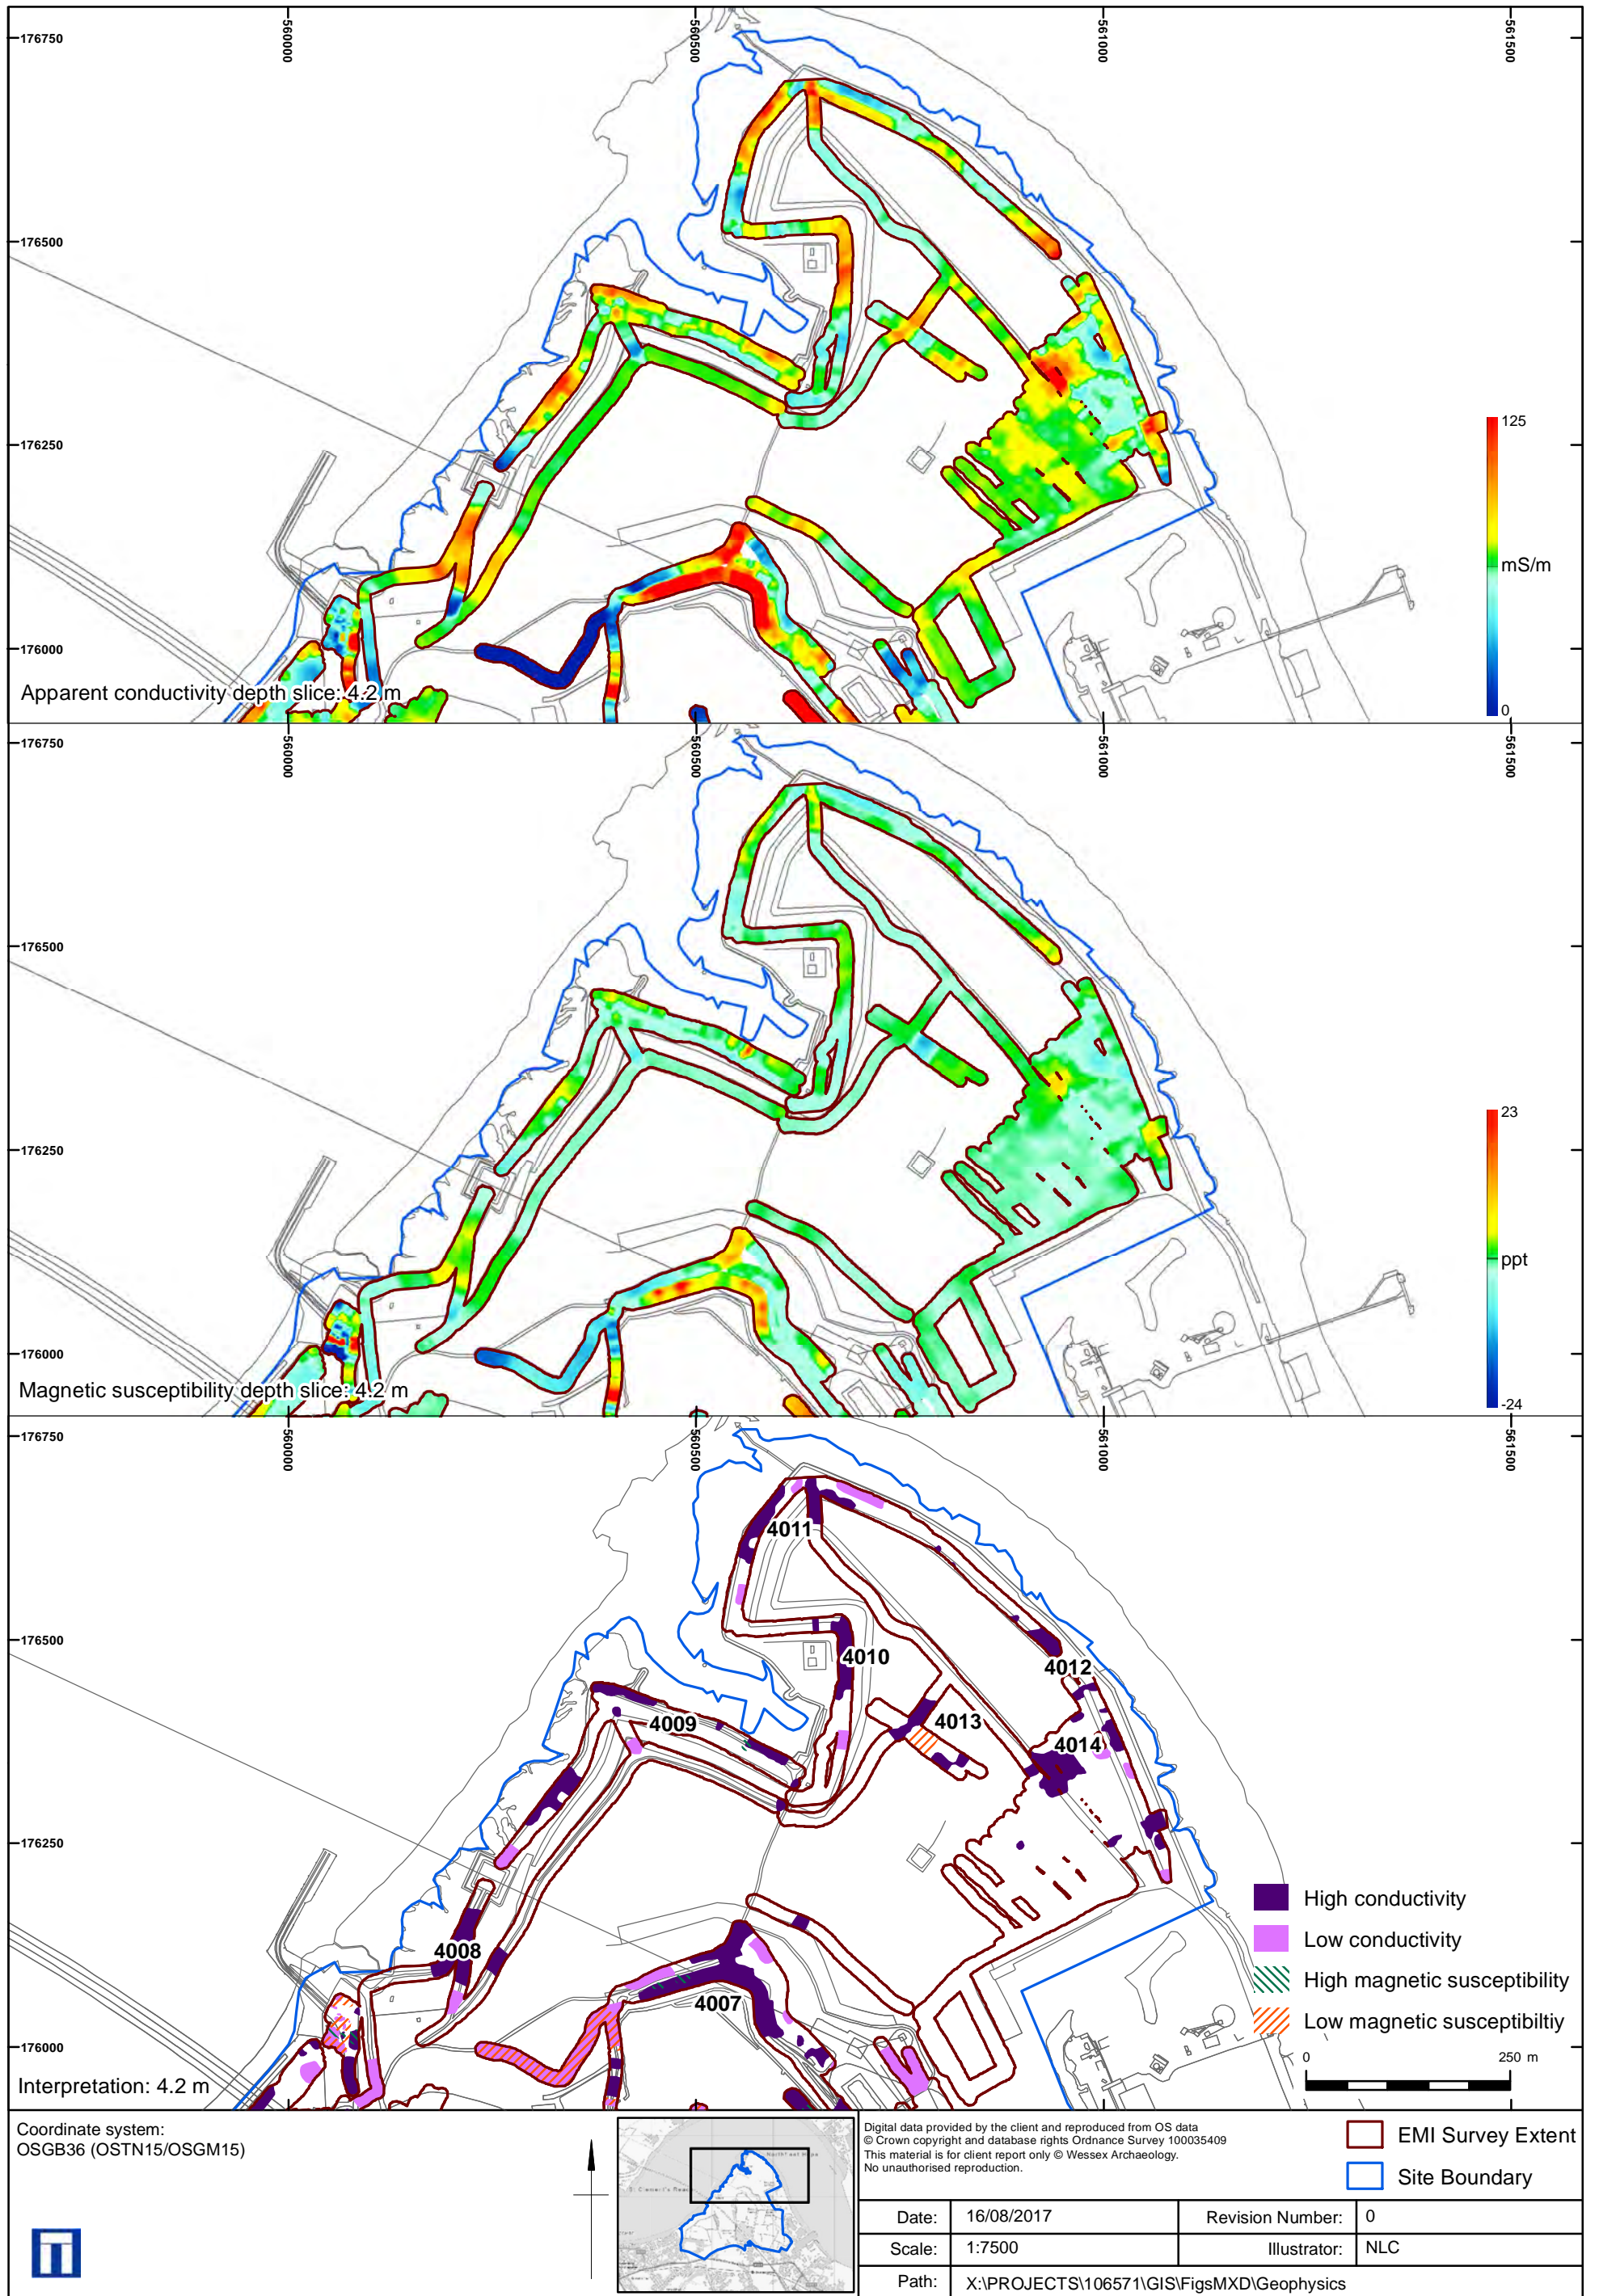 560000
560500
561000
561500
176750
176500
176250
176000
125
mS/m
0
Apparent conductivity depth slice: 4.2 m
560000
560500
561000
561500
176750
176500
176250
176000
23
ppt
-24
Magnetic susceptibility depth slice: 4.2 m
560000
560500
561000
561500
176750
176500
176250
176000
4011
4010
4012
4009
4013
4014
4008
4007
High conductivity
Low conductivity
High magnetic susceptibility
Low magnetic susceptibiltiy
0 250 m
Interpretation: 4.2 m
Coordinate system:
OSGB36 (OSTN15/OSGM15)
Digital data provided by the client and reproduced from OS data
© Crown copyright and database rights Ordnance Survey 100035409
This material is for client report only © Wessex Archaeology.
No unauthorised reproduction.
EMI Survey Extent
Site Boundary
Date: 16/08/2017 Revision Number: 0
Scale: 1:7500 Illustrator: NLC
Path: X:\PROJECTS\106571\GIS\FigsMXD\Geophysics